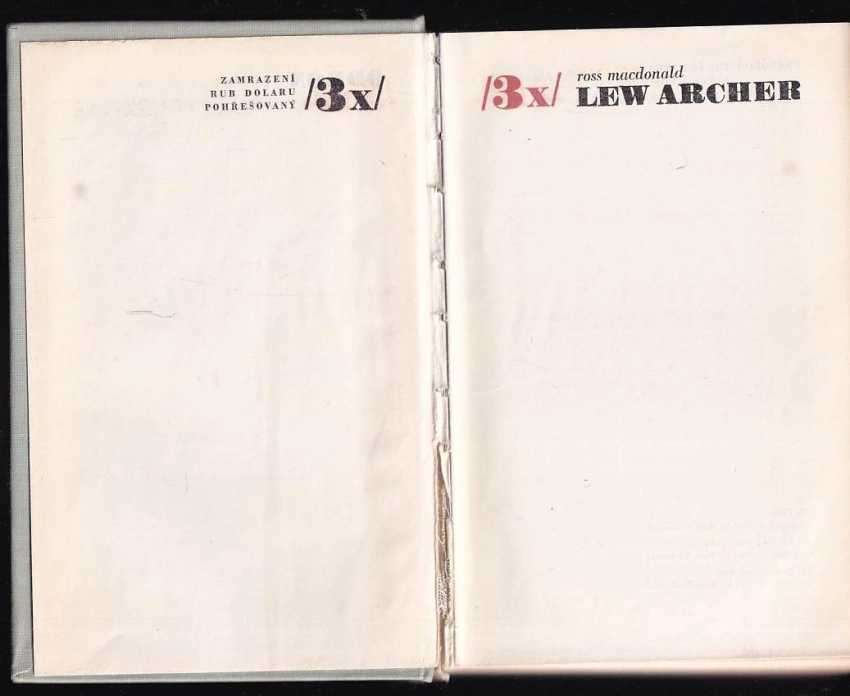 ZAMRAZENÍ
RUB DOLARU
POHŘEŠOVANÝ
/3x/
/3x/
ross macdonald
LEW ARCHER